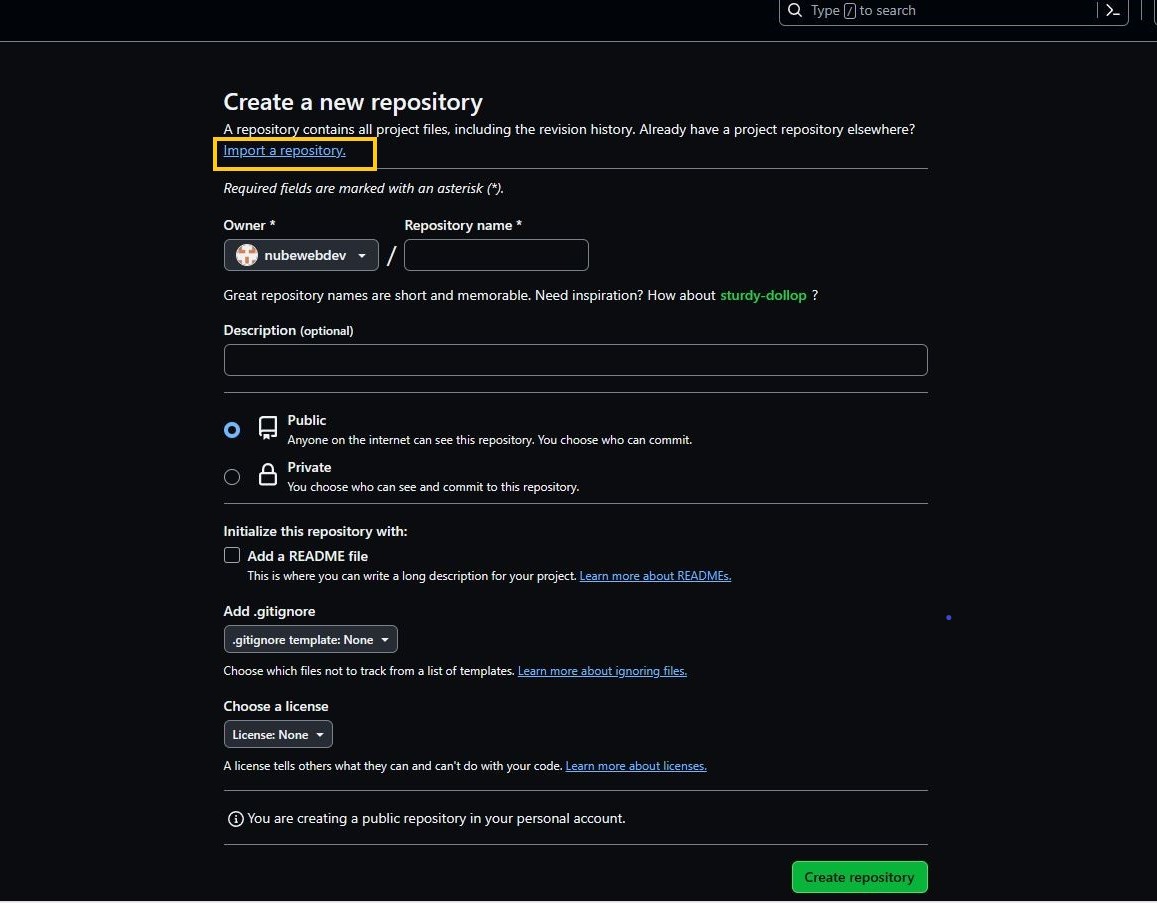 Type / to search
Create a new repository
A repository contains all project files, including the revision history. Already have a project repository elsewhere?
Import a repository.
Required fields are marked with an asterisk (*).
Owner * Repository name *
nubewebdev /
Great repository names are short and memorable. Need inspiration? How about sturdy-dollop ?
Description (optional)
Public
Anyone on the internet can see this repository. You choose who can commit.
Private
You choose who can see and commit to this repository.
Initialize this repository with:
Add a README file
This is where you can write a long description for your project. Learn more about READMEs.
Add .gitignore
.gitignore template: None
Choose which files not to track from a list of templates. Learn more about ignoring files.
Choose a license
License: None
A license tells others what they can and can't do with your code. Learn more about licenses.
You are creating a public repository in your personal account.
Create repository